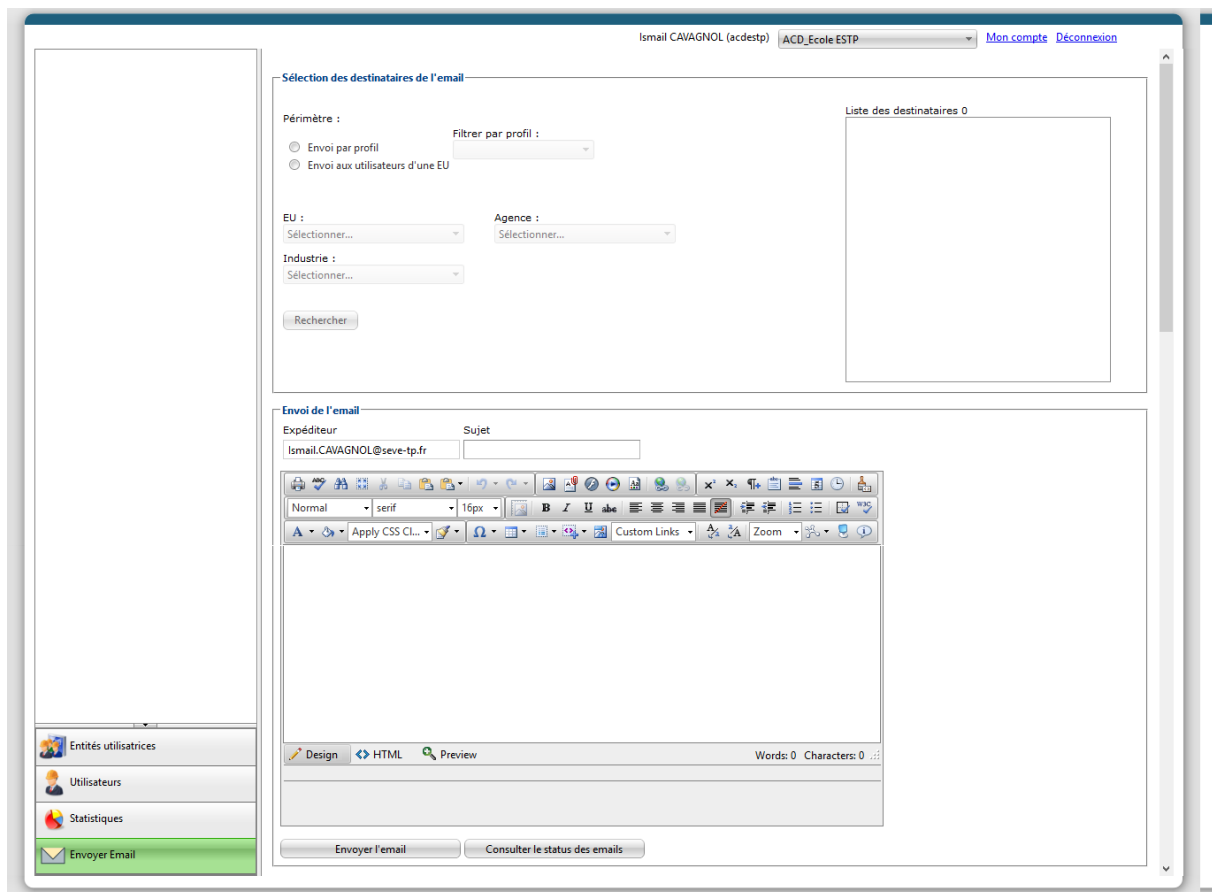 Ismail CAVAGNOL (acdestp) ACD_Ecole ESTP Mon compte Déconnexion
Sélection des destinataires de l'email
Liste des destinataires 0
Périmètre :
Filtrer par profil :
Envoi par profil
Envoi aux utilisateurs d'une EU
EU : Agence :
Sélectionner... Sélectionner...
Industrie :
Sélectionner...
Rechercher
Envoi de l'email
Expéditeur Sujet
Ismail.CAVAGNOL@seve-tp.fr
Normal serif 16px B I U abc
Apply CSS Cl... Custom Links Zoom
Design HTML Preview Words: 0 Characters: 0
Envoyer l'email Consulter le status des emails
Entités utilisatrices
Utilisateurs
Statistiques
Envoyer Email